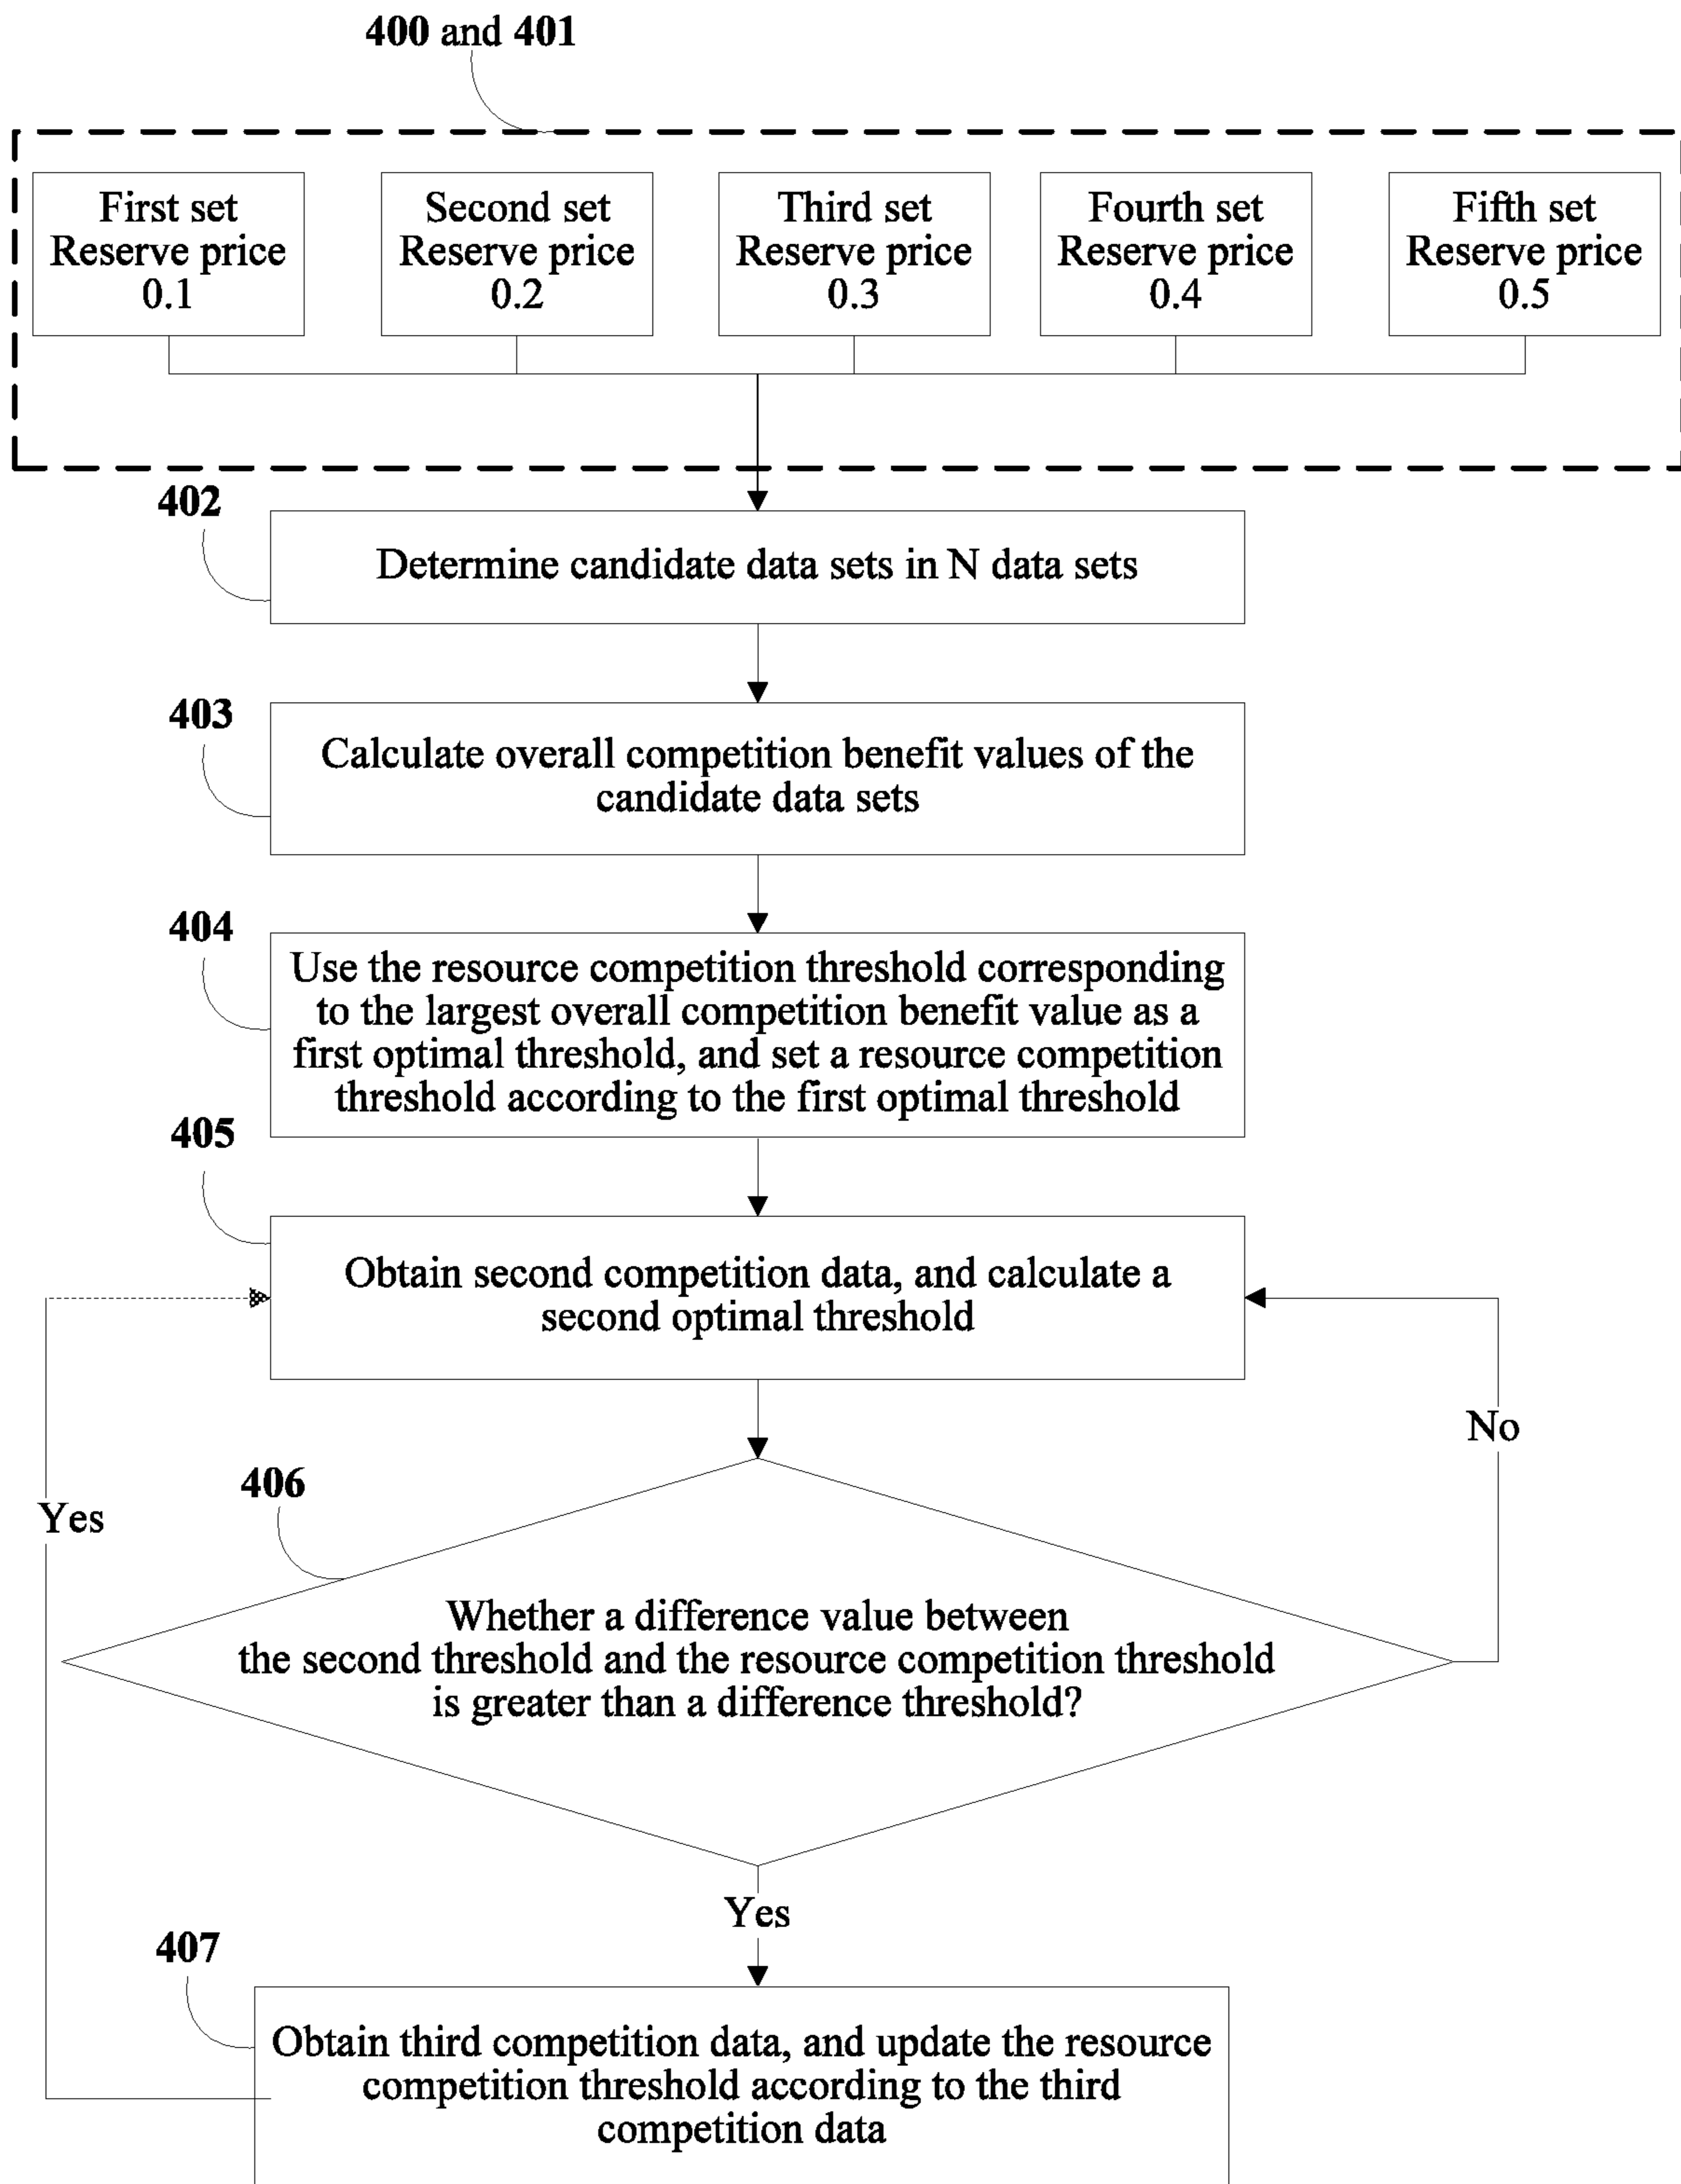 400 and 401
First set
Reserve price
0.1
Second set
Reserve price
0.2
Third set
Reserve price
0.3
Fourth set
Reserve price
0.4
Fifth set
Reserve price
0.5
402
Determine candidate data sets in N data sets
403
Calculate overall competition benefit values of the
candidate data sets
404
Use the resource competition threshold corresponding
to the largest overall competition benefit value as a
first optimal threshold, and set a resource competition
threshold according to the first optimal threshold
405
Obtain second competition data, and calculate a
second optimal threshold
No
406
Yes
Whether a difference value between
the second threshold and the resource competition threshold
is greater than a difference threshold?
Yes
407
Obtain third competition data, and update the resource
competition threshold according to the third
competition data